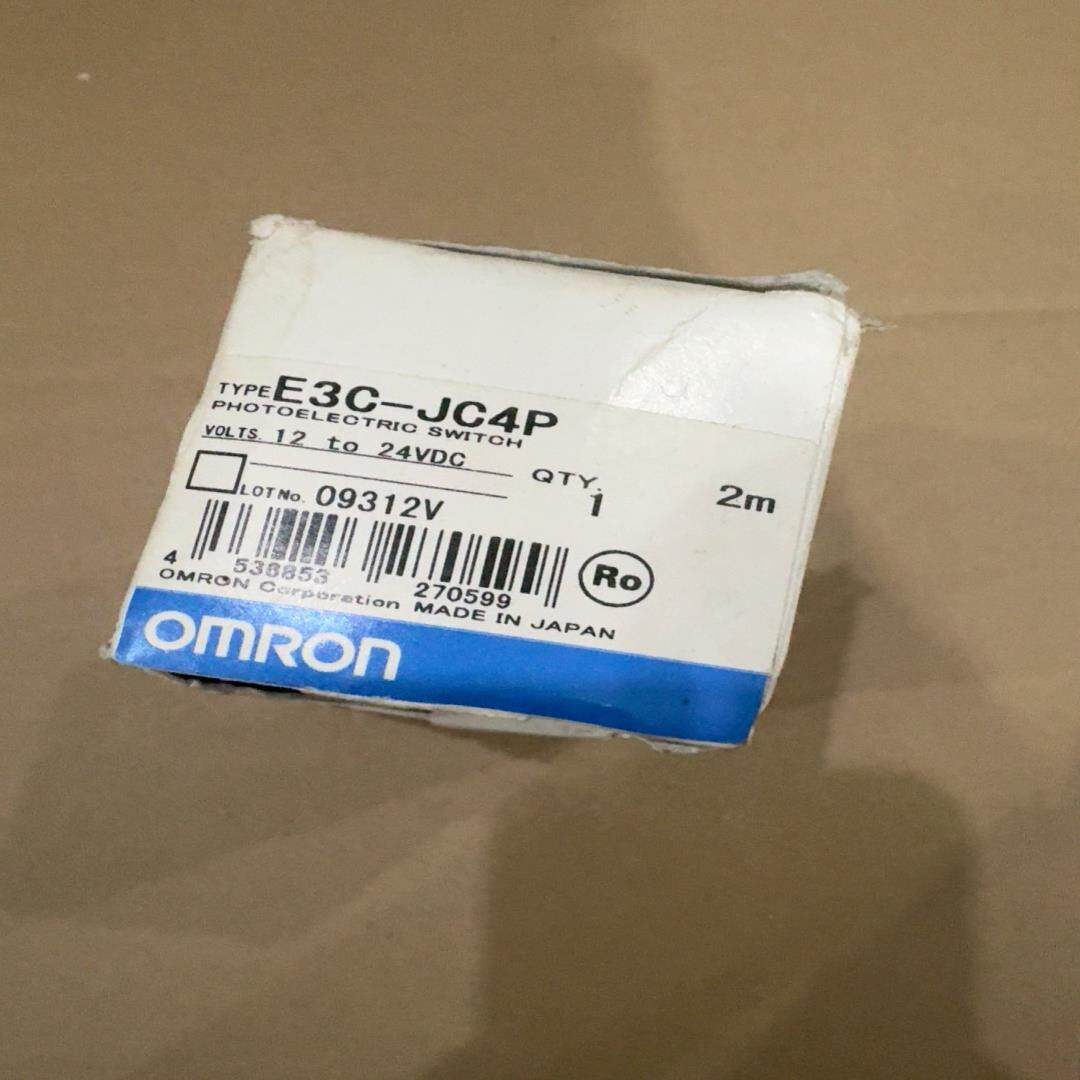 TYPE E3C-JC4P
PHOTOELECTRIC SWITCH
VOLTS. 12 to 24VDC
QTY. 1 2m
LOT No. 09312V
4 538853 270599
Ro
OMRON Corporation MADE IN JAPAN
OMRON